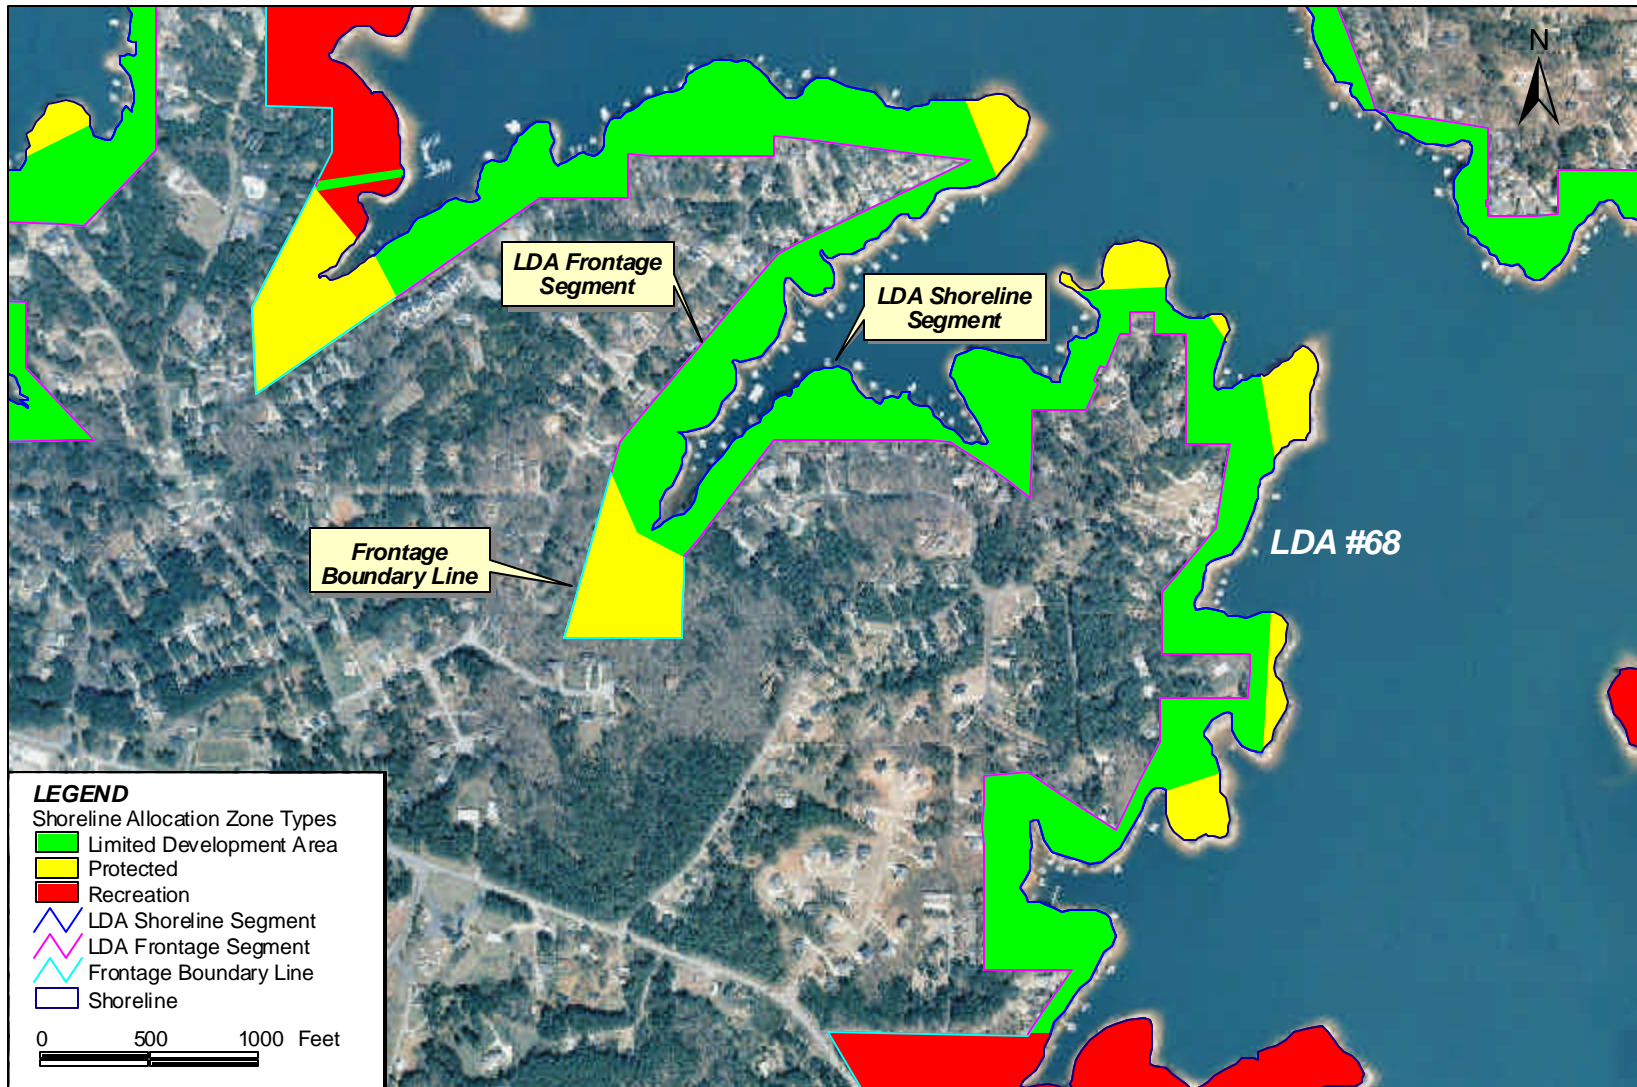 N
LDA Frontage
Segment
LDA Shoreline
Segment
Frontage
Boundary Line
LDA #68
LEGEND
Shoreline Allocation Zone Types
Limited Development Area
Protected
Recreation
LDA Shoreline Segment
LDA Frontage Segment
Frontage Boundary Line
Shoreline
0 500 1000 Feet